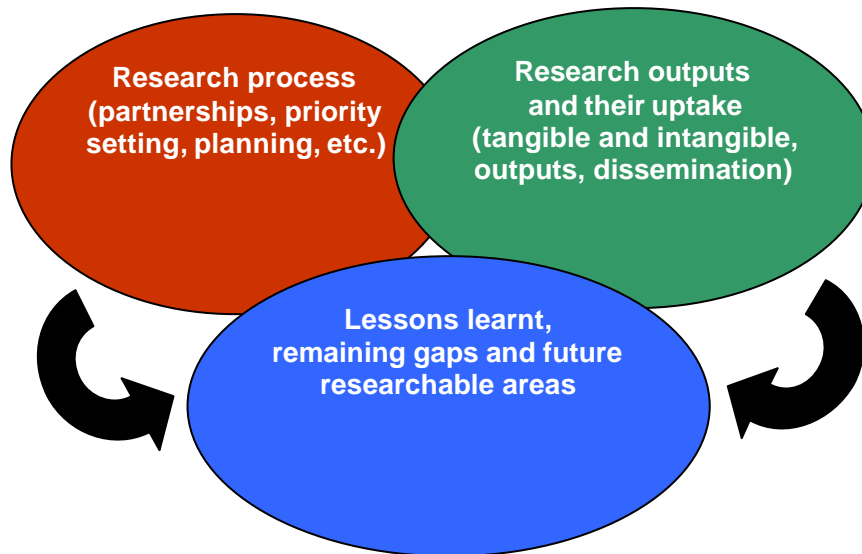 Research process
(partnerships, priority
setting, planning, etc.)
Research outputs
and their uptake
(tangible and intangible,
outputs, dissemination)
Lessons learnt,
remaining gaps and future
researchable areas